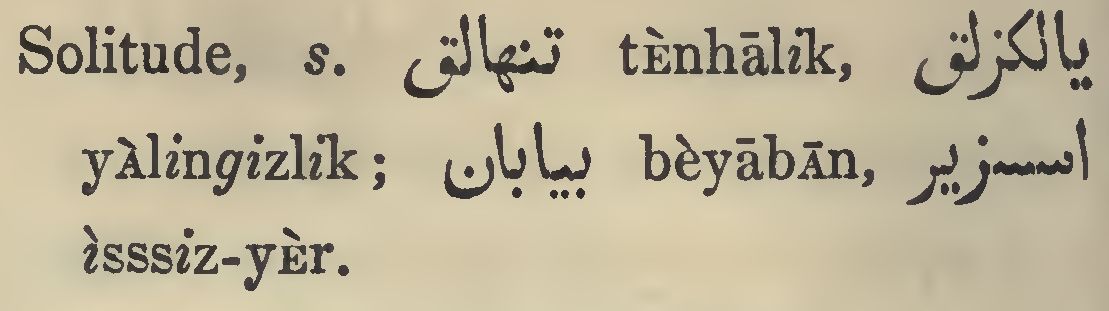 Solitude, s. تنهالق tÈnhālik, يالكزلق
yÀlingizlik; بيابان bèyābĀn, اسسزير
ìsssiz-yÈr.